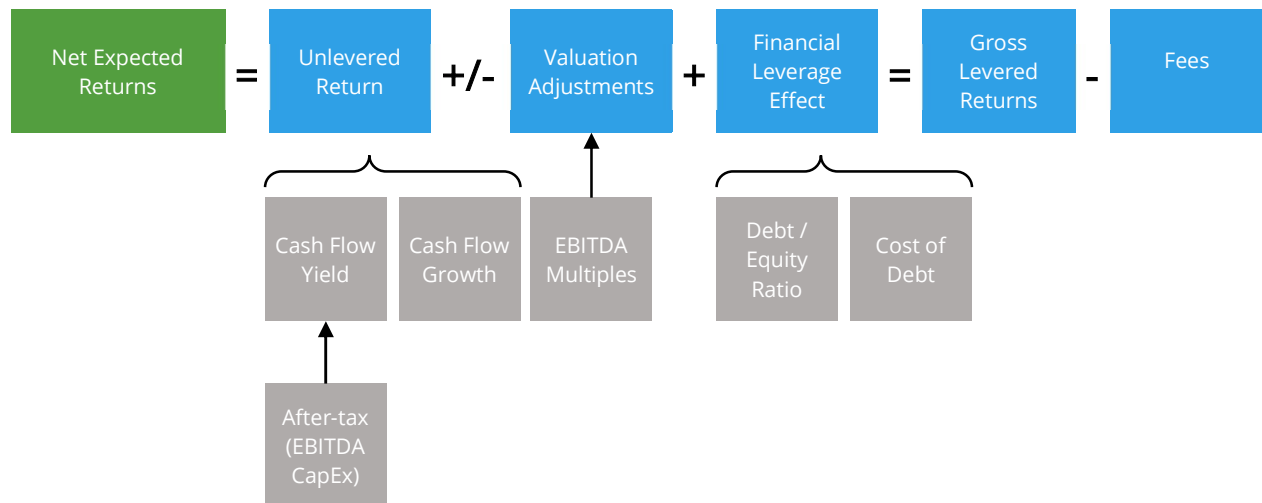 Net Expected
Returns
=
Unlevered
Return
+/-
Valuation
Adjustments
+
Financial
Leverage
Effect
=
Gross
Levered
Returns
-
Fees
Cash Flow
Yield
Cash Flow
Growth
EBITDA
Multiples
Debt /
Equity
Ratio
Cost of
Debt
After-tax
(EBITDA
CapEx)